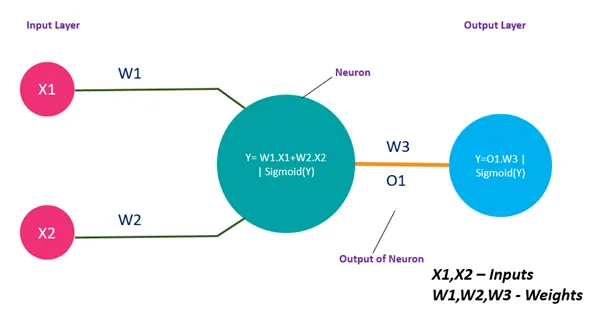 Input Layer
Output Layer
X1
W1
Neuron
Y= W1.X1+W2.X2
| Sigmoid(Y)
W3
O1
Y=O1.W3 |
Sigmoid(Y)
X2
W2
Output of Neuron
X1,X2 – Inputs
W1,W2,W3 - Weights